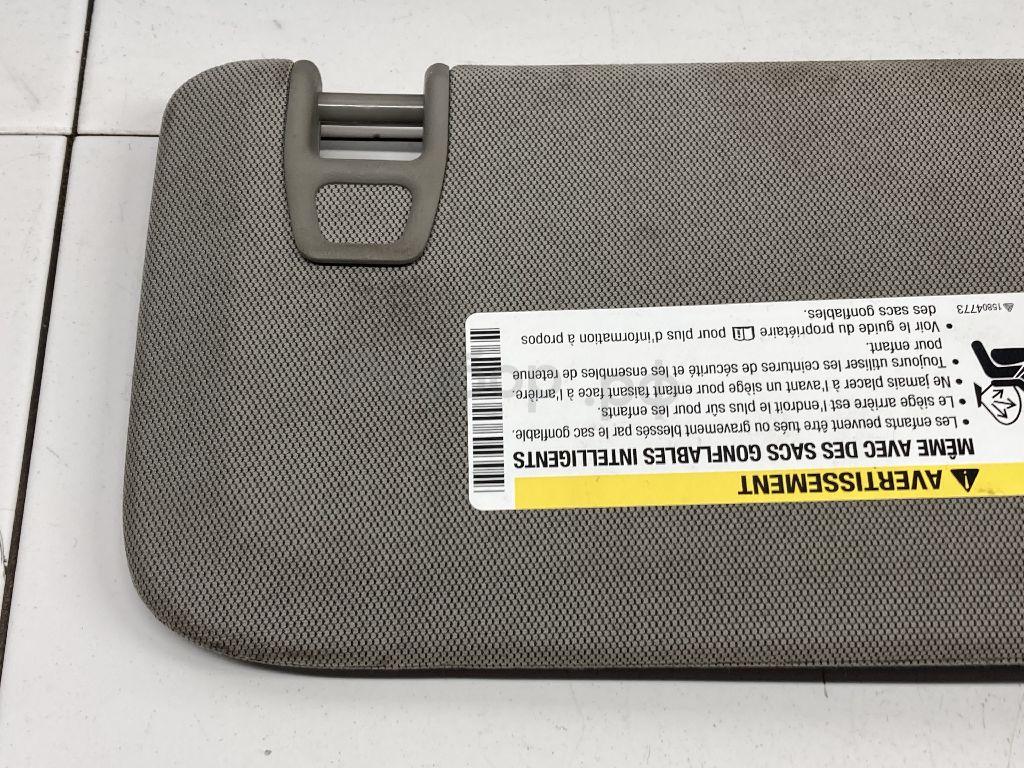 AVERTISSEMENT
MÊME AVEC DES SACS GONFLABLES INTELLIGENTS
• Les enfants peuvent être tués ou gravement blessés par le sac gonflable.
• Le siège arrière est l'endroit le plus sûr pour les enfants.
• Ne jamais placer à l'avant un siège pour enfant faisant face à l'arrière.
• Toujours utiliser les ceintures de sécurité et les ensembles de retenue
pour enfant.
• Voir le guide du propriétaire pour plus d'information à propos
des sacs gonflables.
15804773